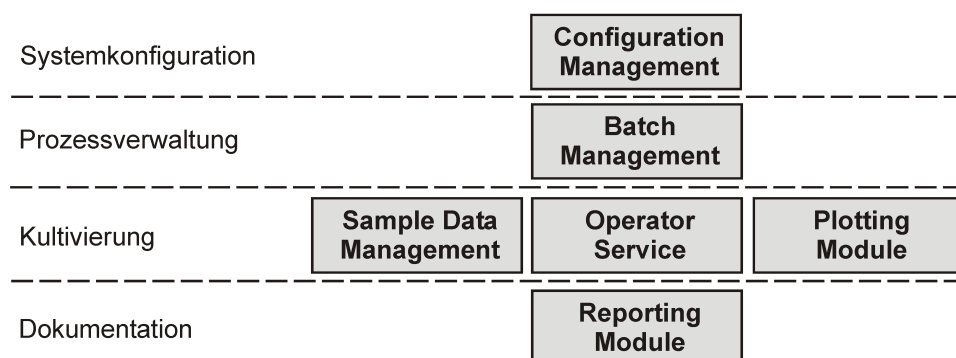 Systemkonfiguration
Configuration
Management
Prozessverwaltung
Batch
Management
Kultivierung
Sample Data
Management
Operator
Service
Plotting
Module
Dokumentation
Reporting
Module